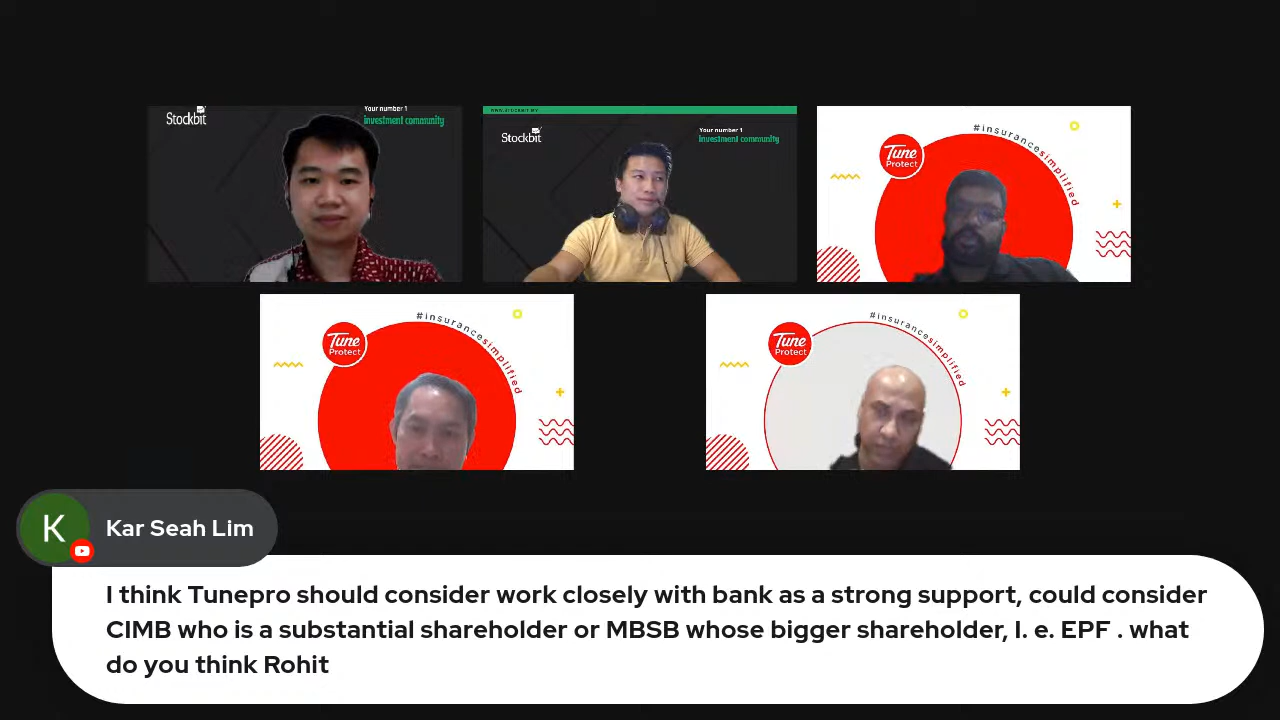 Stockbit
Your number 1
investment community
Stockbit
Your number 1
investment community
Tune
Protect
#insurancesimplified
Tune
Protect
#insurancesimplified
Tune
Protect
#insurancesimplified
K
Kar Seah Lim
I think Tunepro should consider work closely with bank as a strong support, could consider
CIMB who is a substantial shareholder or MBSB whose bigger shareholder, I. e. EPF . what
do you think Rohit